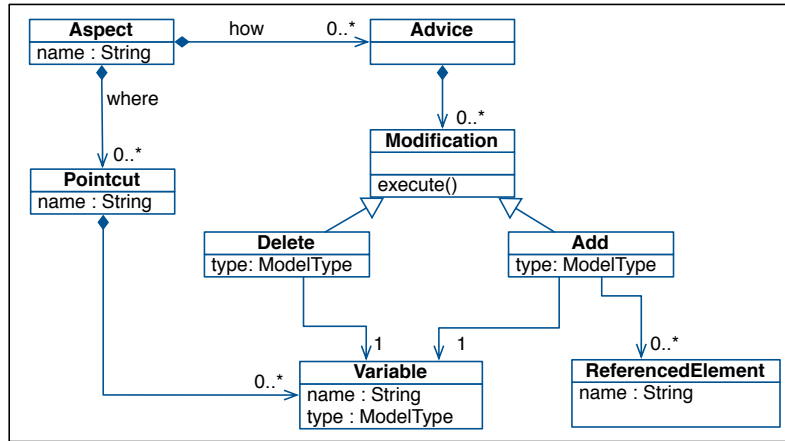 Aspect
name : String
how
0..*
Advice
where
0..*
0..*
Modification
execute()
Pointcut
name : String
Delete
type: ModelType
Add
type: ModelType
1
1
0..*
0..*
Variable
name : String
type : ModelType
ReferencedElement
name : String